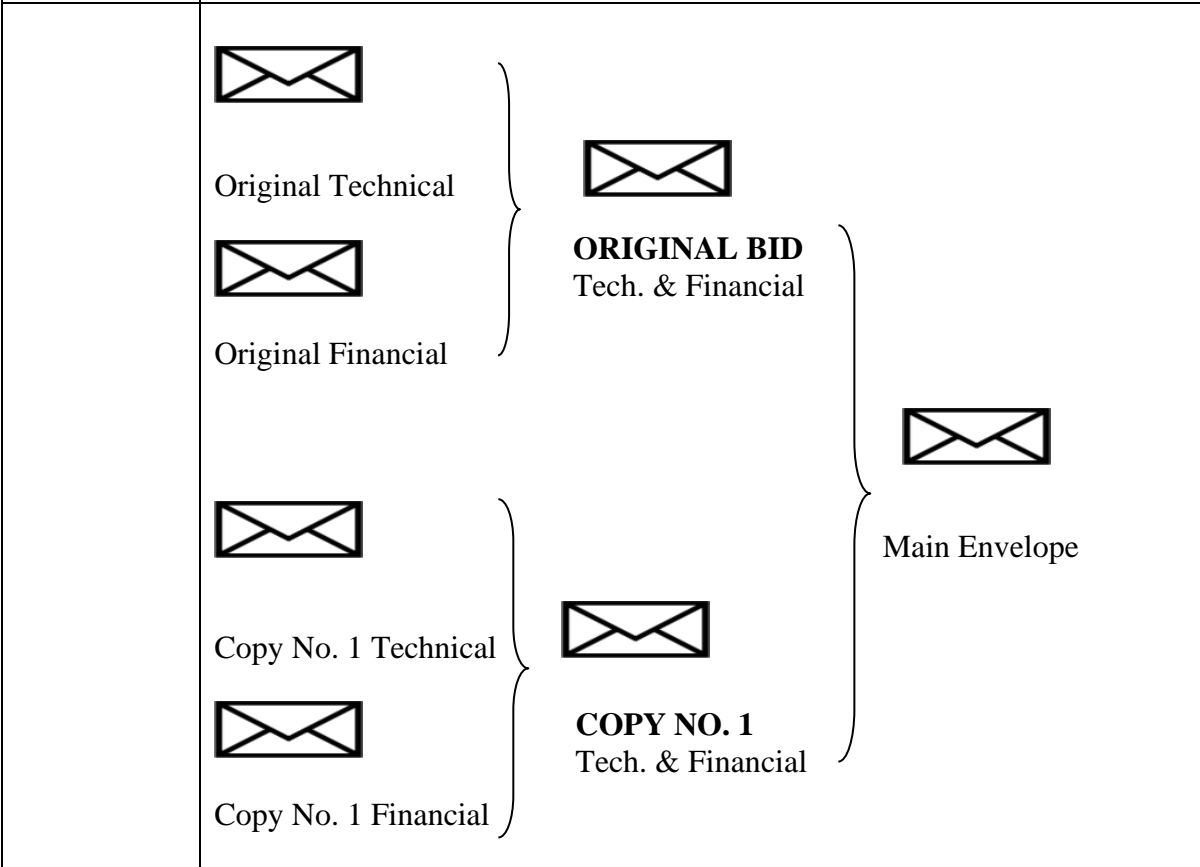 Original Technical
ORIGINAL BID
Tech. & Financial
Original Financial
Main Envelope
Copy No. 1 Technical
COPY NO. 1
Tech. & Financial
Copy No. 1 Financial